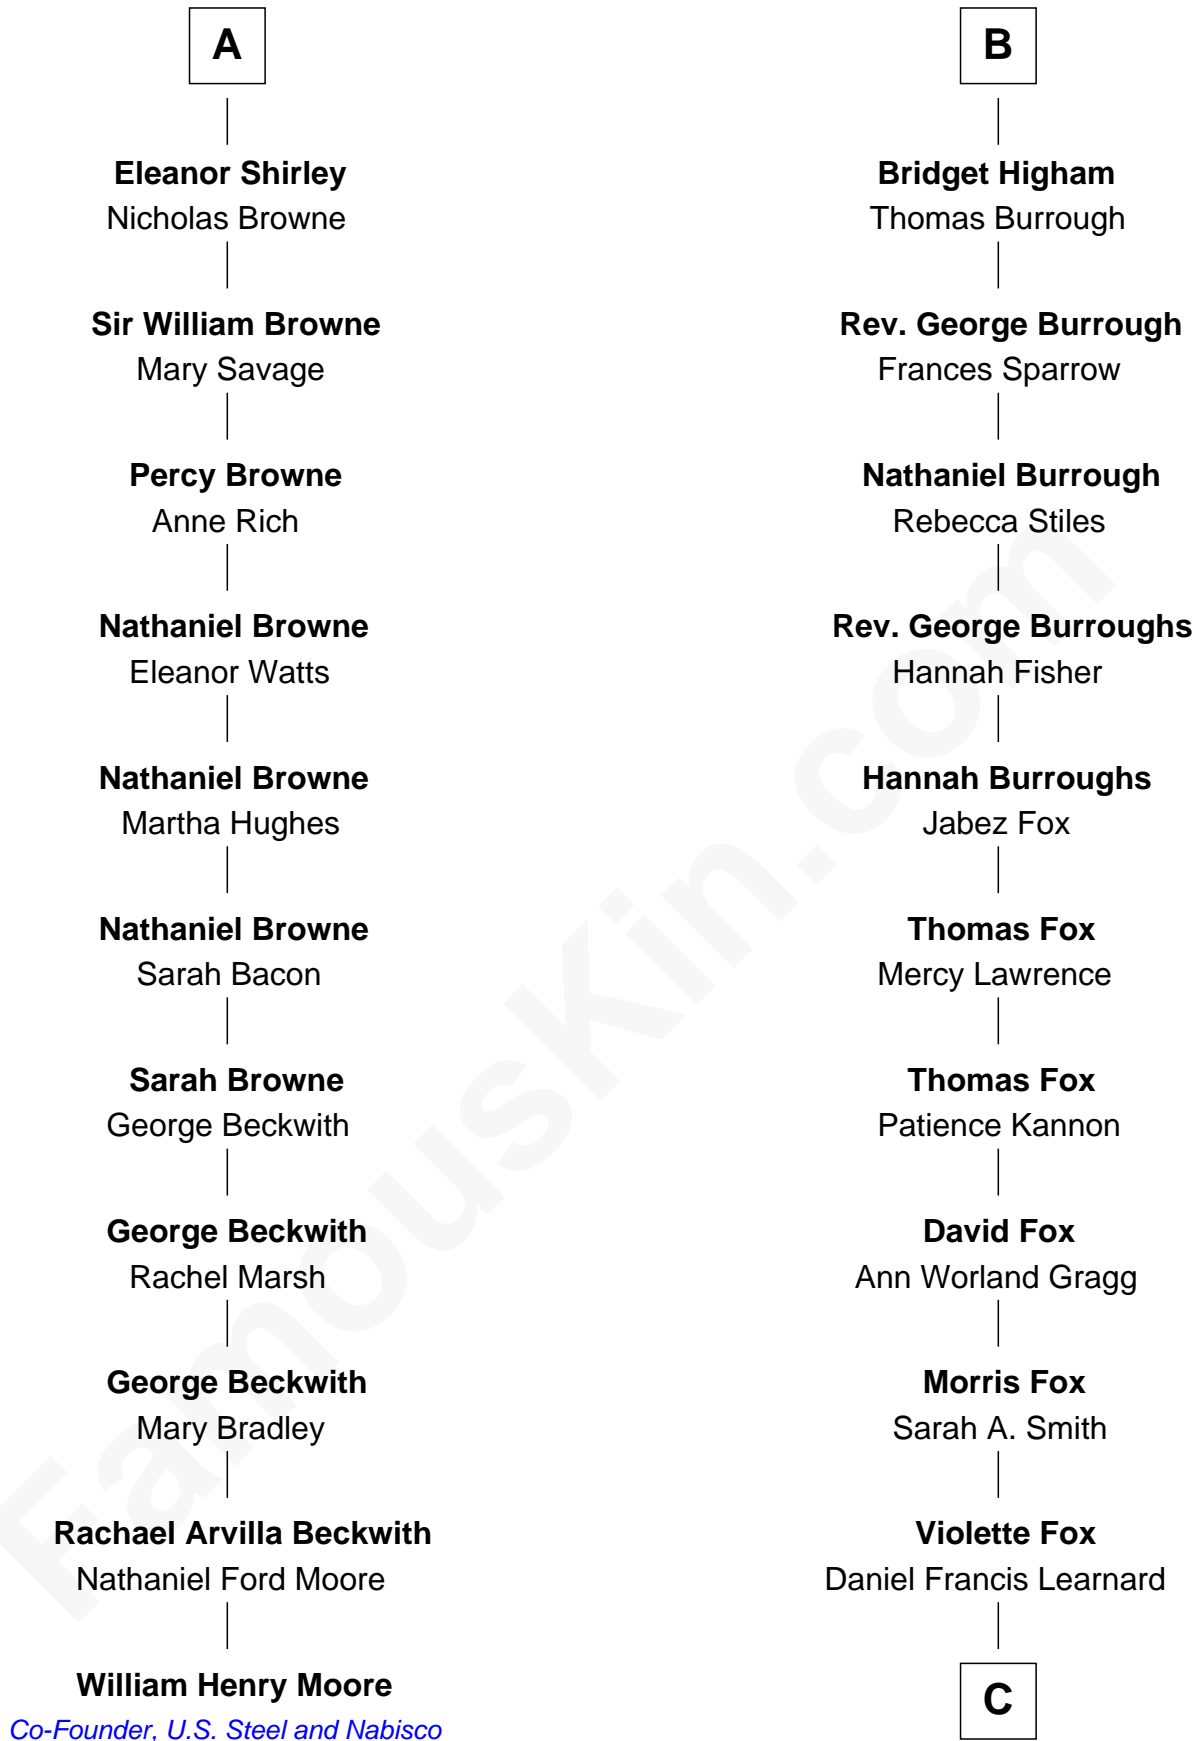 A
Eleanor Shirley
Nicholas Browne
Sir William Browne
Mary Savage
Percy Browne
Anne Rich
Nathaniel Browne
Eleanor Watts
Nathaniel Browne
Martha Hughes
Nathaniel Browne
Sarah Bacon
Sarah Browne
George Beckwith
George Beckwith
Rachel Marsh
George Beckwith
Mary Bradley
Rachael Arvilla Beckwith
Nathaniel Ford Moore
William Henry Moore
Co-Founder, U.S. Steel and Nabisco
B
Bridget Higham
Thomas Burrough
Rev. George Burrough
Frances Sparrow
Nathaniel Burrough
Rebecca Stiles
Rev. George Burroughs
Hannah Fisher
Hannah Burroughs
Jabez Fox
Thomas Fox
Mercy Lawrence
Thomas Fox
Patience Kannon
David Fox
Ann Worland Gragg
Morris Fox
Sarah A. Smith
Violette Fox
Daniel Francis Learnard
C
FamousKin.com